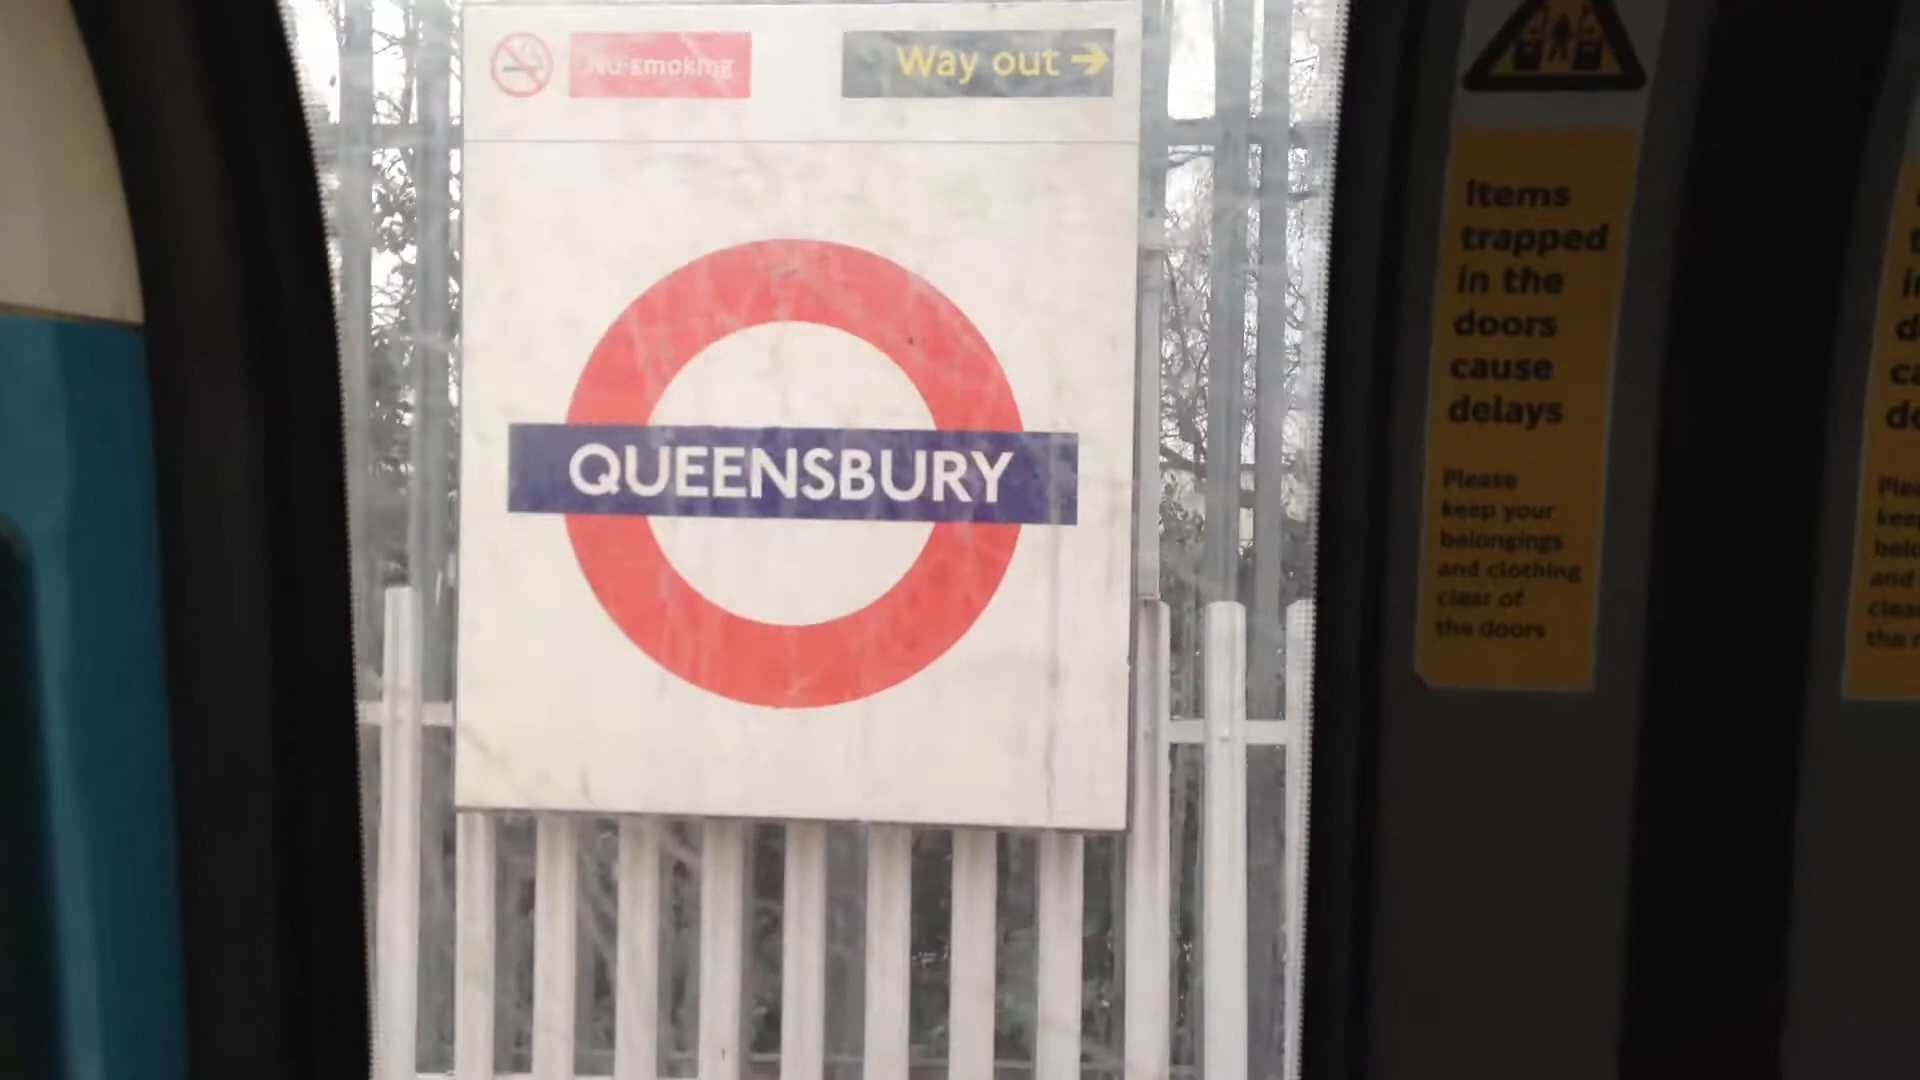 No smoking
Way out →
QUEENSBURY
Items
trapped
in the
doors
cause
delays
Please
keep your
belongings
and clothing
clear of
the doors